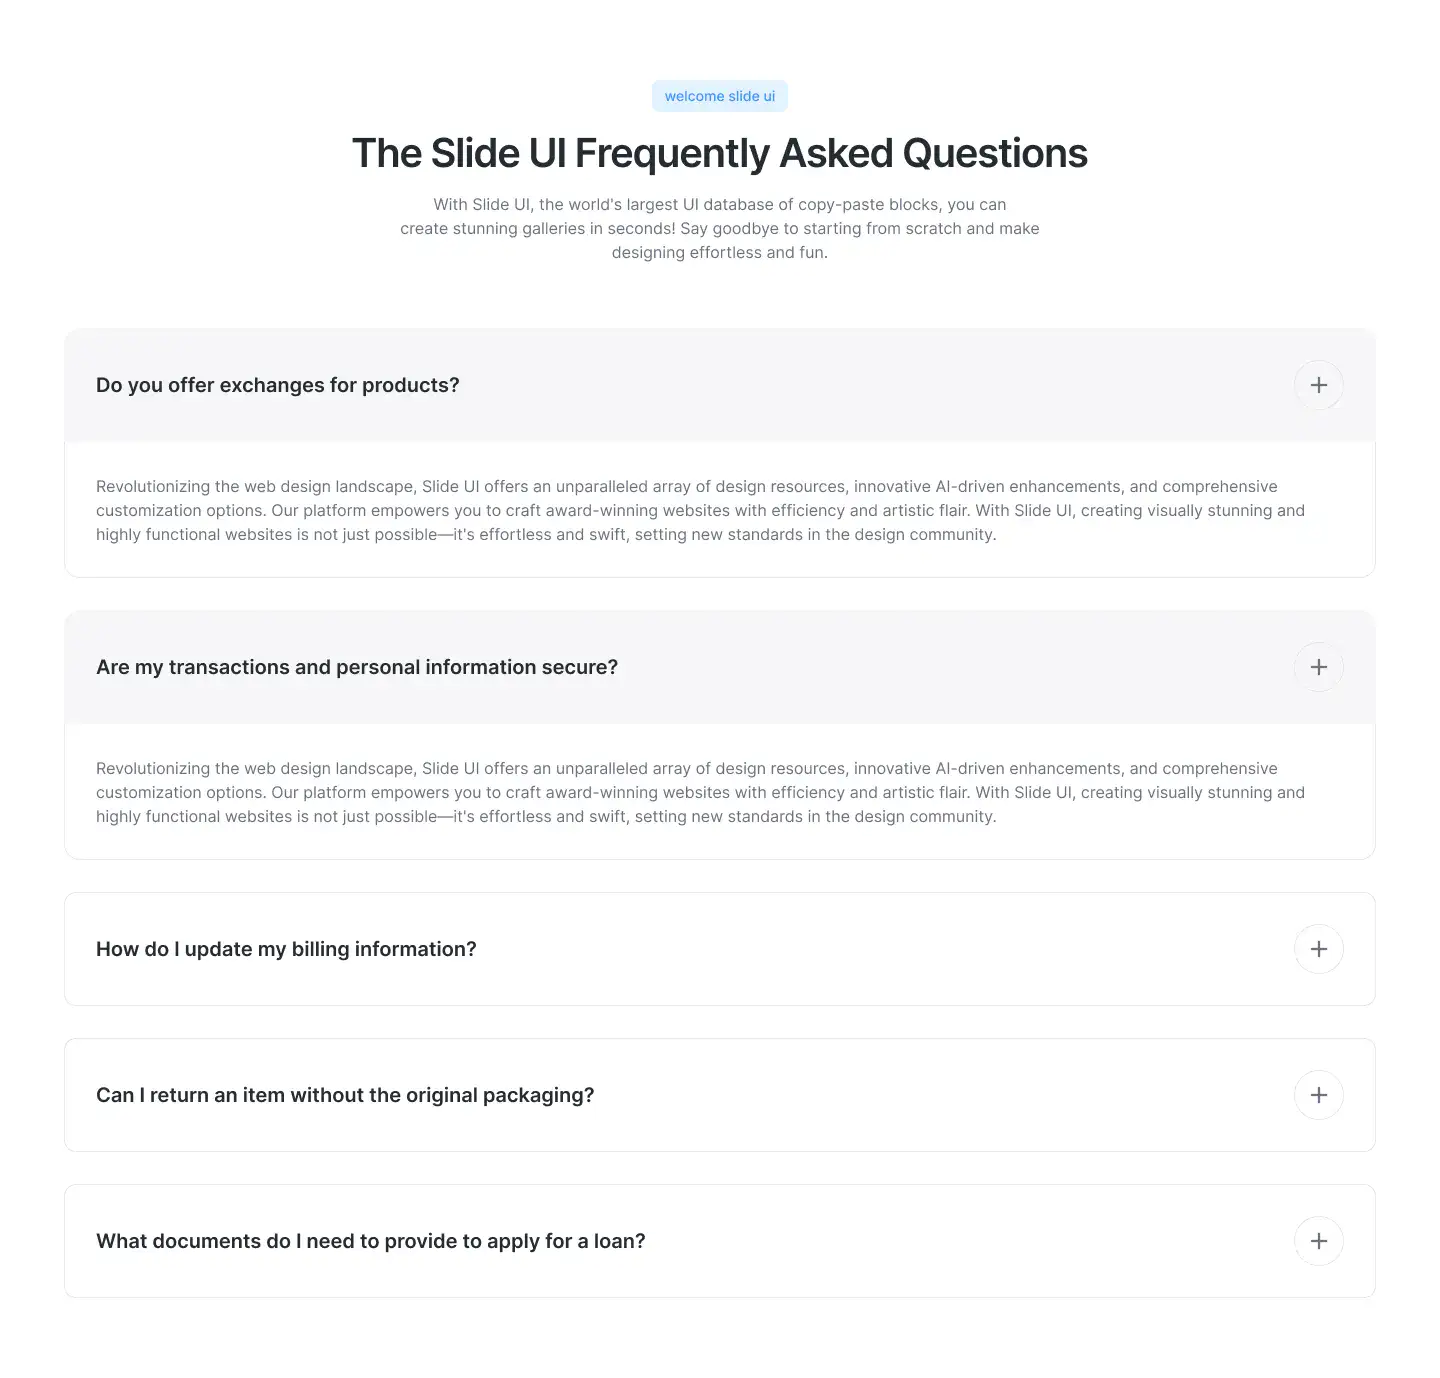 welcome slide ui
The Slide UI Frequently Asked Questions
With Slide UI, the world's largest UI database of copy-paste blocks, you can
create stunning galleries in seconds! Say goodbye to starting from scratch and make
designing effortless and fun.
Do you offer exchanges for products?
Revolutionizing the web design landscape, Slide UI offers an unparalleled array of design resources, innovative AI-driven enhancements, and comprehensive
customization options. Our platform empowers you to craft award-winning websites with efficiency and artistic flair. With Slide UI, creating visually stunning and
highly functional websites is not just possible—it's effortless and swift, setting new standards in the design community.
Are my transactions and personal information secure?
Revolutionizing the web design landscape, Slide UI offers an unparalleled array of design resources, innovative AI-driven enhancements, and comprehensive
customization options. Our platform empowers you to craft award-winning websites with efficiency and artistic flair. With Slide UI, creating visually stunning and
highly functional websites is not just possible—it's effortless and swift, setting new standards in the design community.
How do I update my billing information?
Can I return an item without the original packaging?
What documents do I need to provide to apply for a loan?